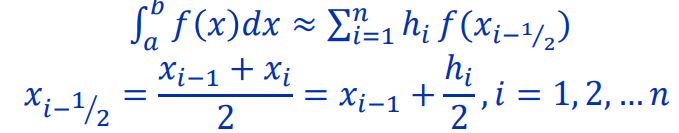 ∫_a^b f(x)dx ≈ ∑_{i=1}^n h_i f(x_{i−1/2})
x_{i−1/2} = (x_{i−1} + x_i)/2 = x_{i−1} + h_i/2 , i = 1,2, … n